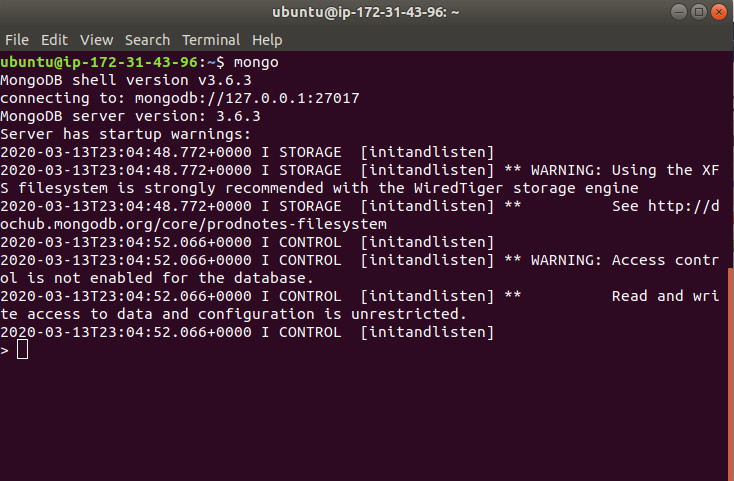 ubuntu@ip-172-31-43-96: ~
File Edit View Search Terminal Help
ubuntu@ip-172-31-43-96:~$ mongo
MongoDB shell version v3.6.3
connecting to: mongodb://127.0.0.1:27017
MongoDB server version: 3.6.3
Server has startup warnings:
2020-03-13T23:04:48.772+0000 I STORAGE  [initandlisten]
2020-03-13T23:04:48.772+0000 I STORAGE  [initandlisten] ** WARNING: Using the XF
S filesystem is strongly recommended with the WiredTiger storage engine
2020-03-13T23:04:48.772+0000 I STORAGE  [initandlisten] **          See http://d
ochub.mongodb.org/core/prodnotes-filesystem
2020-03-13T23:04:52.066+0000 I CONTROL  [initandlisten]
2020-03-13T23:04:52.066+0000 I CONTROL  [initandlisten] ** WARNING: Access contr
ol is not enabled for the database.
2020-03-13T23:04:52.066+0000 I CONTROL  [initandlisten] **          Read and wri
te access to data and configuration is unrestricted.
2020-03-13T23:04:52.066+0000 I CONTROL  [initandlisten]
>